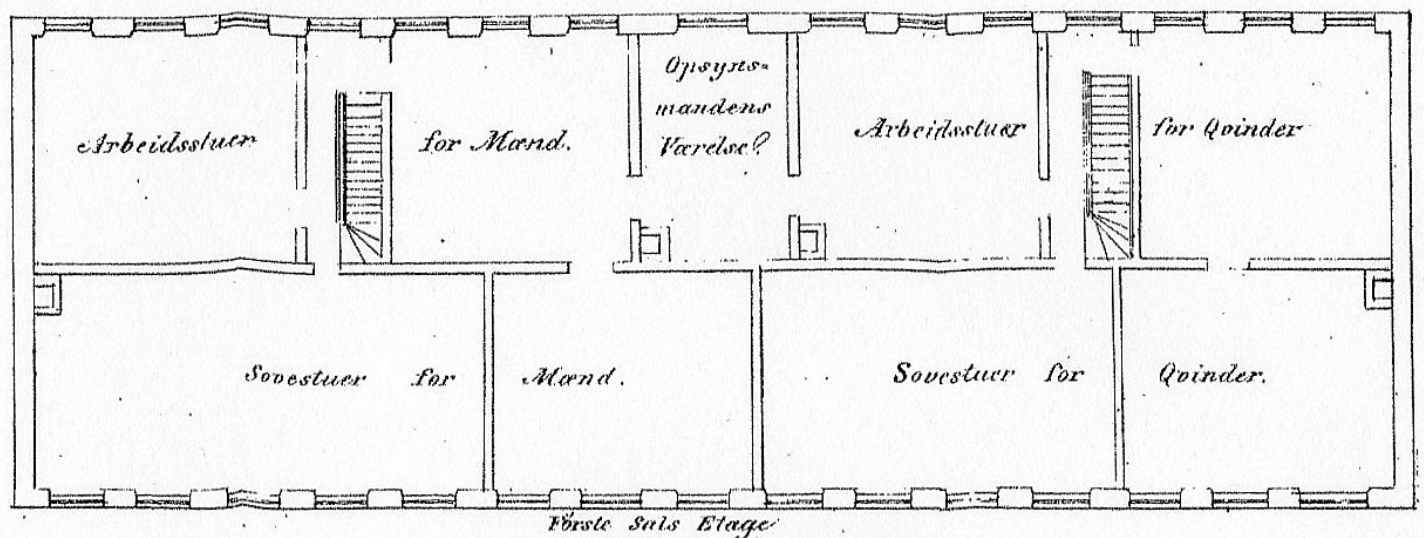 Opsyns=
mandens
Værelse?
Arbeidsstuer for Mænd.
Arbeidsstuer for Qvinder
Sovestuer for Mænd.
Sovestuer for Qvinder.
Förste Sals Etage